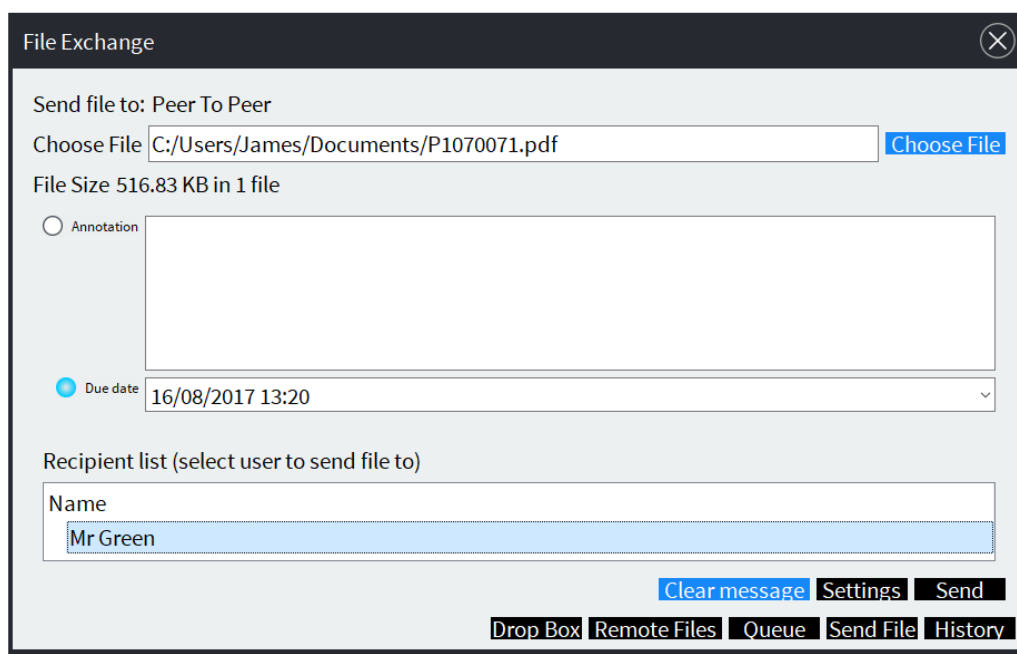 File Exchange
Send file to: Peer To Peer
Choose File C:/Users/James/Documents/P1070071.pdf Choose File
File Size 516.83 KB in 1 file
Annotation
Due date 16/08/2017 13:20
Recipient list (select user to send file to)
Name
Mr Green
Clear message Settings Send
Drop Box Remote Files Queue Send File History